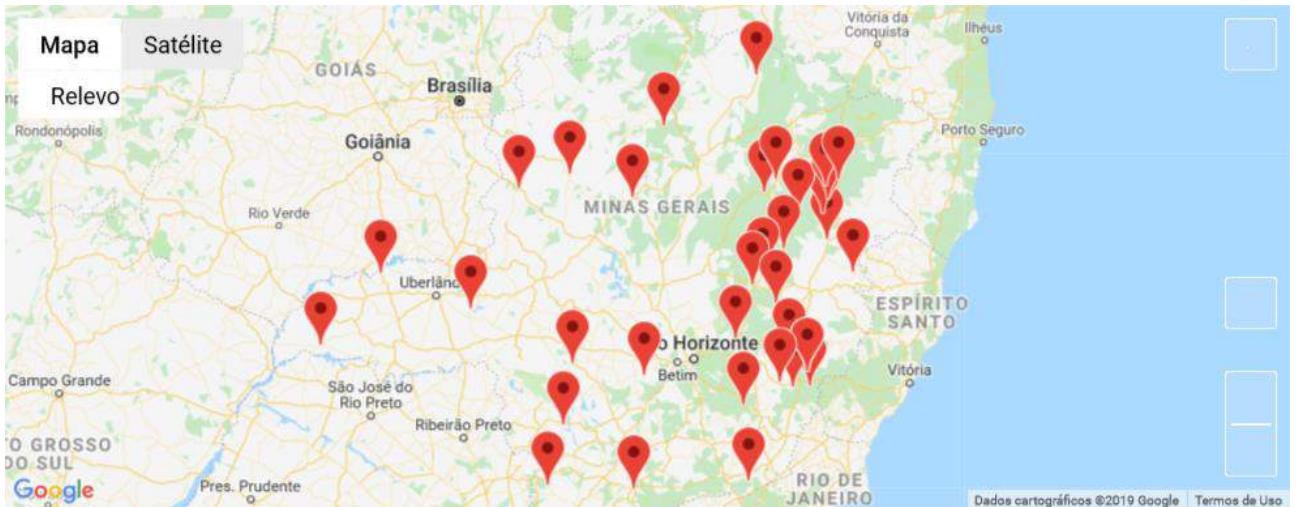 Mapa
Satélite
Relevo
GOIÁS
Vitória da
Conquista
Ilhéus
Brasília
Rondonópolis
Goiânia
Porto Seguro
Rio Verde
MINAS GERAIS
Uberlân
ESPÍRITO
SANTO
o Horizonte
Betim
Vitória
Campo Grande
São José do
Rio Preto
Ribeirão Preto
O GROSSO
DO SUL
Pres. Prudente
RIO DE
JANEIRO
Google
Dados cartográficos ©2019 Google
Termos de Uso